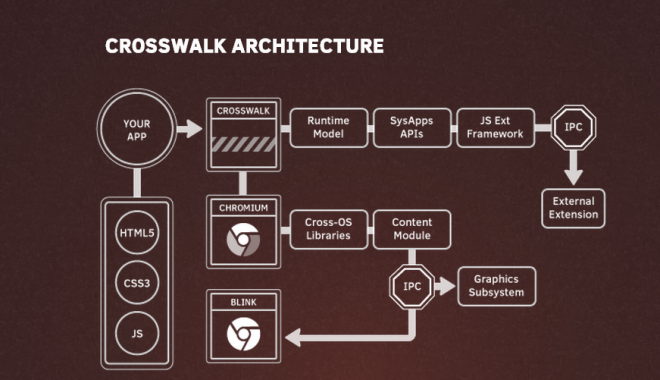 CROSSWALK ARCHITECTURE
YOUR
APP
CROSSWALK
Runtime
Model
SysApps
APIs
JS Ext
Framework
IPC
External
Extension
HTML5
CSS3
JS
CHROMIUM
Cross-OS
Libraries
Content
Module
IPC
Graphics
Subsystem
BLINK